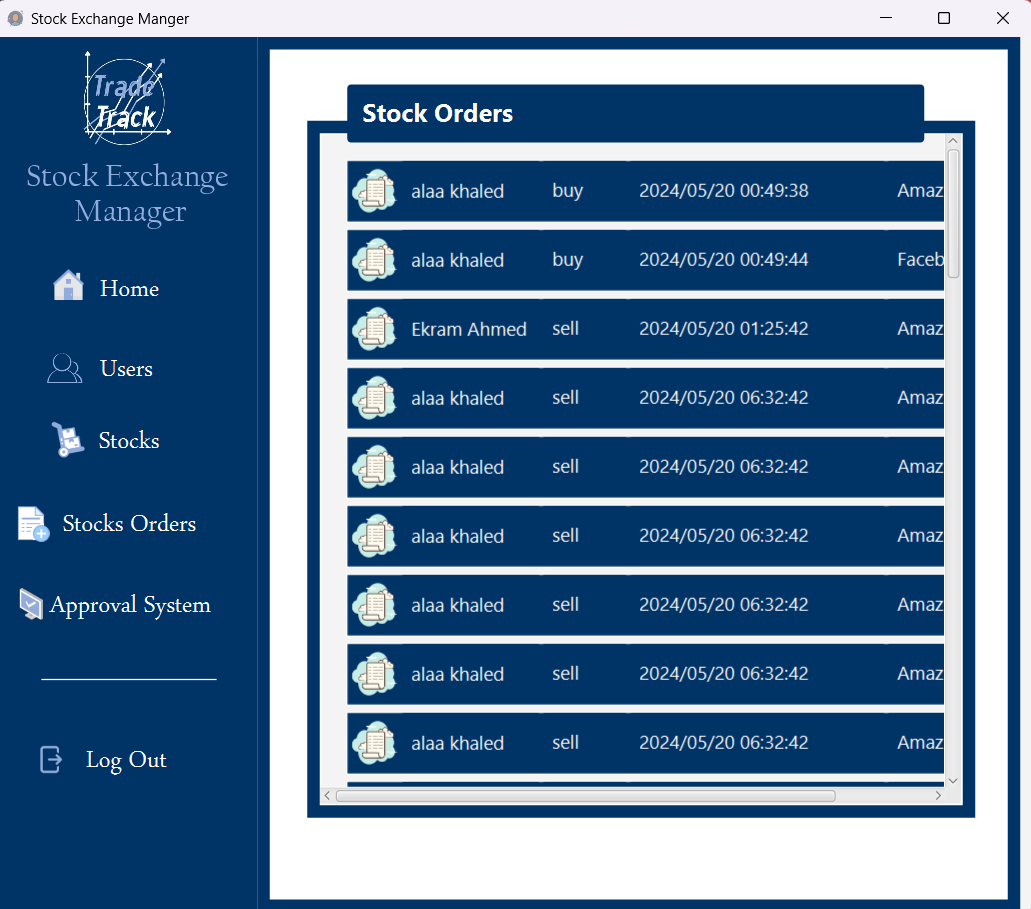 Stock Exchange Manger
Trade
Track
Stock Exchange
Manager
Home
Users
Stocks
Stocks Orders
Approval System
Log Out
Stock Orders
alaa khaled buy 2024/05/20 00:49:38 Amaz
alaa khaled buy 2024/05/20 00:49:44 Faceb
Ekram Ahmed sell 2024/05/20 01:25:42 Amaz
alaa khaled sell 2024/05/20 06:32:42 Amaz
alaa khaled sell 2024/05/20 06:32:42 Amaz
alaa khaled sell 2024/05/20 06:32:42 Amaz
alaa khaled sell 2024/05/20 06:32:42 Amaz
alaa khaled sell 2024/05/20 06:32:42 Amaz
alaa khaled sell 2024/05/20 06:32:42 Amaz